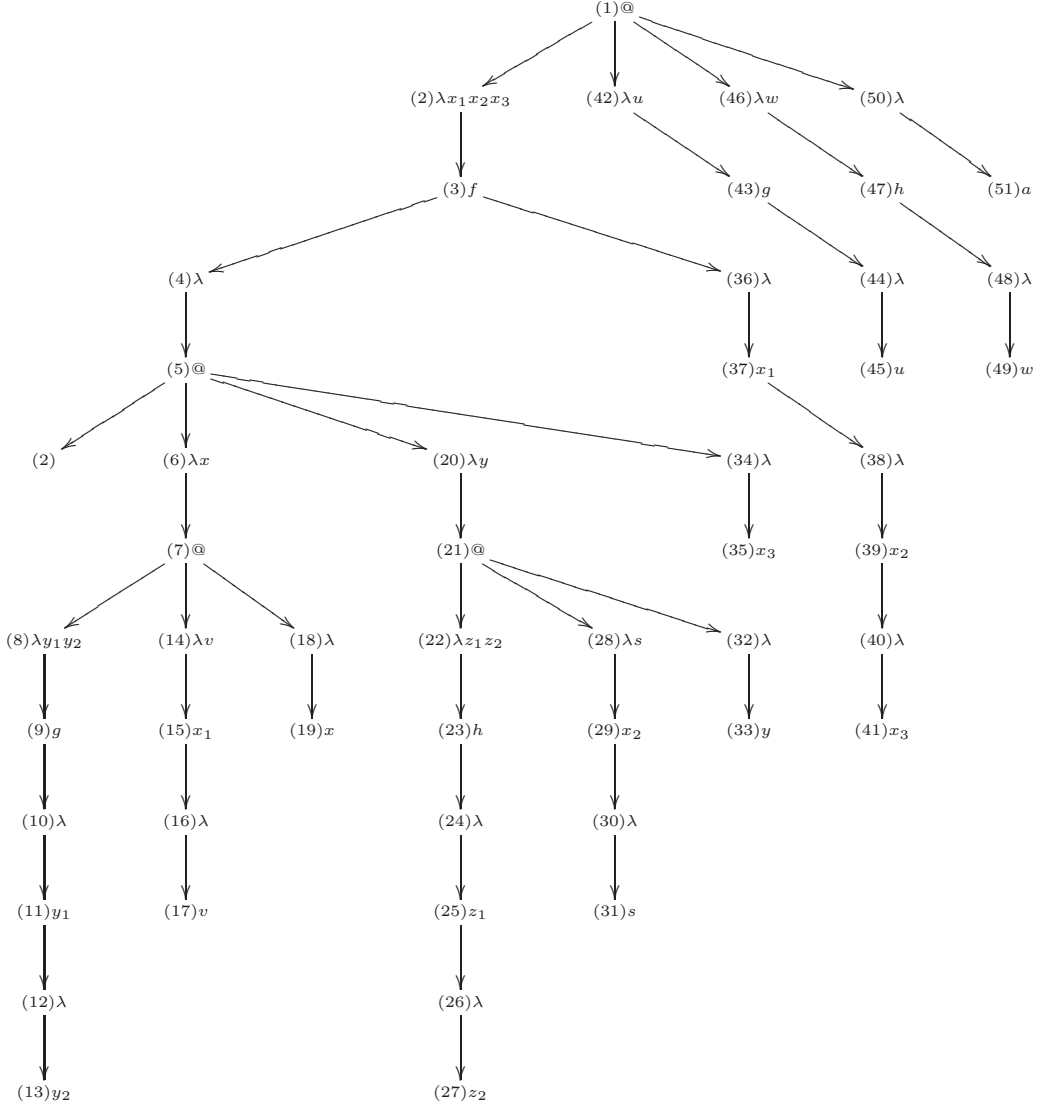 (1)@
(2)λx₁x₂x₃ (42)λu (46)λw (50)λ
(3)f (43)g (47)h (51)a
(4)λ (36)λ (44)λ (48)λ
(5)@ (37)x₁ (45)u (49)w
(2) (6)λx (20)λy (34)λ (38)λ
(7)@ (21)@ (35)x₃ (39)x₂
(8)λy₁y₂ (14)λv (18)λ (22)λz₁z₂ (28)λs (32)λ (40)λ
(9)g (15)x₁ (19)x (23)h (29)x₂ (33)y (41)x₃
(10)λ (16)λ (24)λ (30)λ
(11)y₁ (17)v (25)z₁ (31)s
(12)λ (26)λ
(13)y₂ (27)z₂